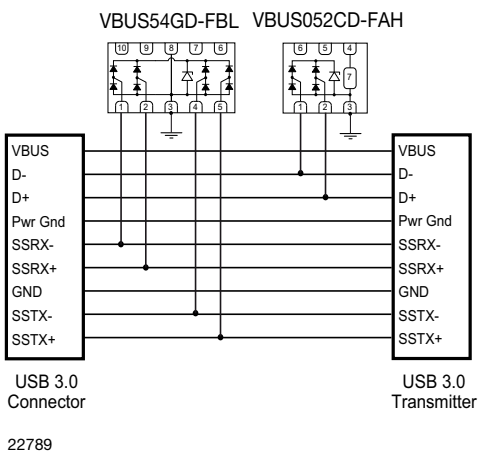 VBUS54GD-FBL VBUS052CD-FAH
10 9 8 7 6
6 5 4
7
1 2 3 4 5
1 2 3
VBUS VBUS
D- D-
D+ D+
Pwr Gnd Pwr Gnd
SSRX- SSRX-
SSRX+ SSRX+
GND GND
SSTX- SSTX-
SSTX+ SSTX+
USB 3.0
Connector
USB 3.0
Transmitter
22789